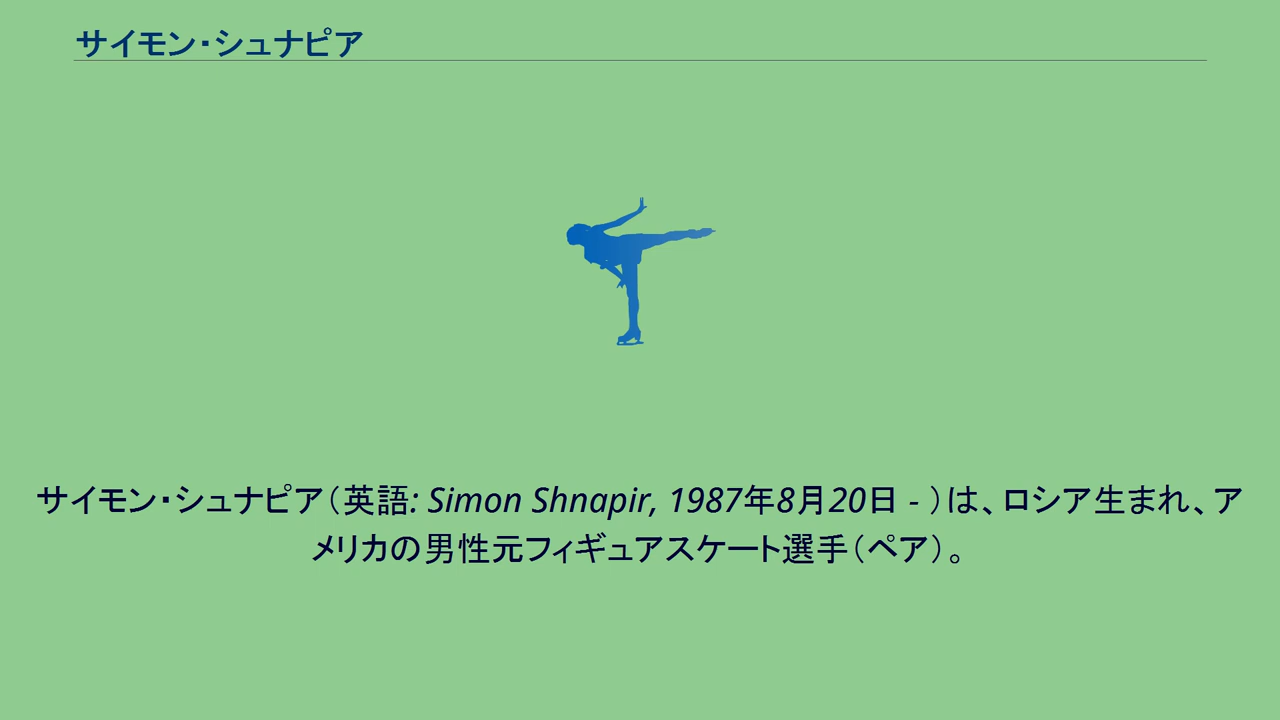 サイモン・シュナピア
サイモン・シュナピア（英語: Simon Shnapir, 1987年8月20日 - ）は、ロシア生まれ、ア
メリカの男性元フィギュアスケート選手（ペア）。